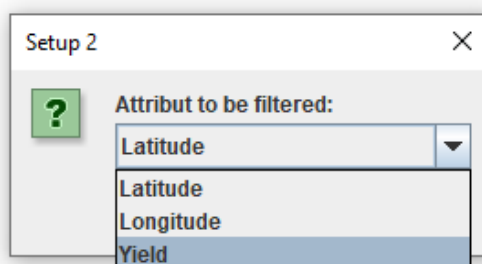 Setup 2
Attribut to be filtered:
Latitude
Latitude
Longitude
Yield